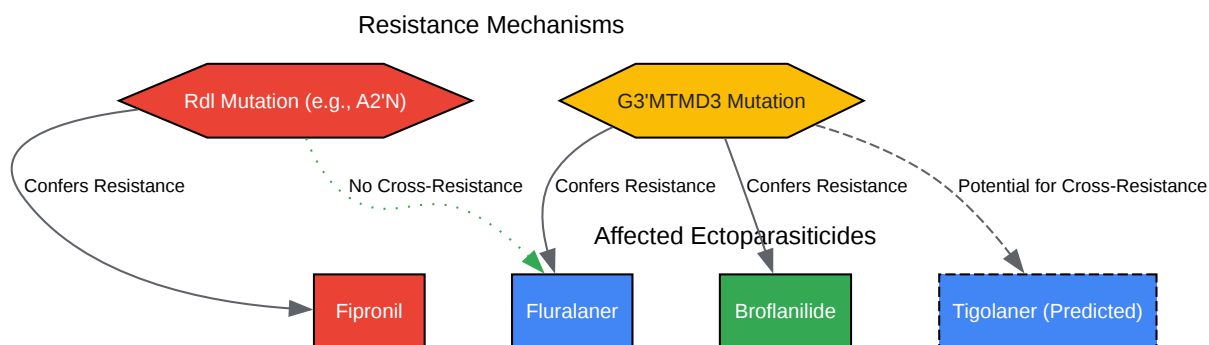 Resistance Mechanisms
Rdl Mutation (e.g., A2'N)
G3'MTMD3 Mutation
Confers Resistance
No Cross-Resistance
Confers Resistance
Confers Resistance
Potential for Cross-Resistance
Affected Ectoparasiticides
Fipronil
Fluralaner
Broflanilide
Tigolaner (Predicted)